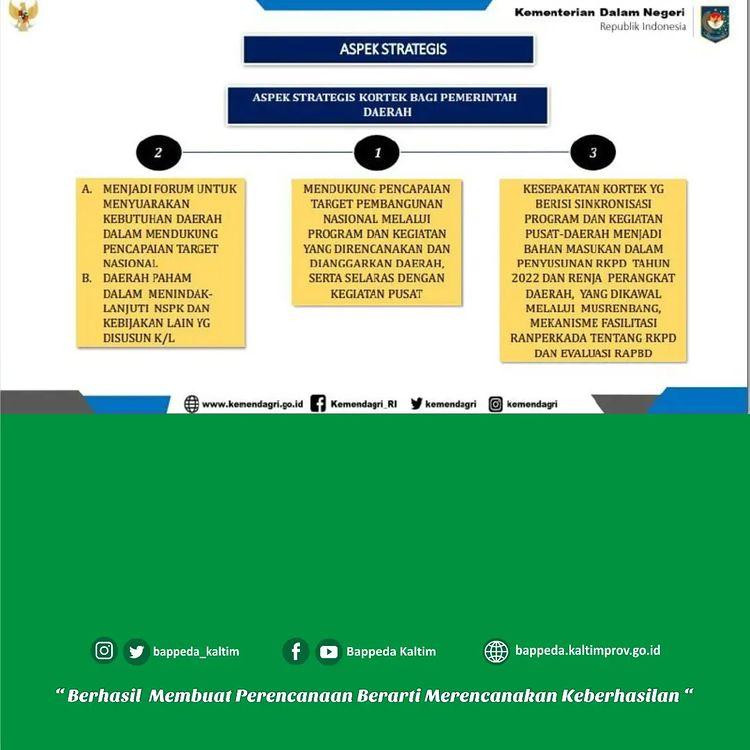 Kementerian Dalam Negeri
Republik Indonesia
ASPEK STRATEGIS
ASPEK STRATEGIS KORTEK BAGI PEMERINTAH
DAERAH
2
A. MENJADI FORUM UNTUK
MENYUARAKAN
KEBUTUHAN DAERAH
DALAM MENDUKUNG
PENCAPAIAN TARGET
NASIONAL
B. DAERAH PAHAM
DALAM MENINDAK-
LANJUTI NSPK DAN
KEBIJAKAN LAIN YG
DISUSUN K/L
1
MENDUKUNG PENCAPAIAN
TARGET PEMBANGUNAN
NASIONAL MELALUI
PROGRAM DAN KEGIATAN
YANG DIRENCANAKAN DAN
DIANGGARKAN DAERAH,
SERTA SELARAS DENGAN
KEGIATAN PUSAT
3
KESEPAKATAN KORTEK YG
BERISI SINKRONISASI
PROGRAM DAN KEGIATAN
PUSAT-DAERAH MENJADI
BAHAN MASUKAN DALAM
PENYUSUNAN RKPD TAHUN
2022 DAN RENJA PERANGKAT
DAERAH, YANG DIKAWAL
MELALUI MUSRENBANG,
MEKANISME FASILITASI
RANPERKADA TENTANG RKPD
DAN EVALUASI RAPBD
www.kemendagri.go.id Kemendagri_RI kemendagri kemendagri
bappeda_kaltim Bappeda Kaltim bappeda.kaltimprov.go.id
“ Berhasil Membuat Perencanaan Berarti Merencanakan Keberhasilan “